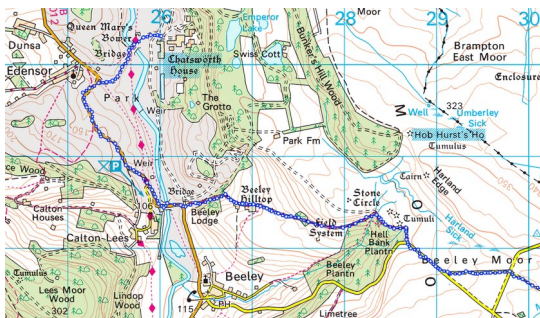 26
28
29
30
Moor
Queen Mary's
Bower
Bridge
Dunsa
Edensor
Emperor
Lake
Swiss Cott
Chatsworth
House
Bunker's Hill Wood
Brampton
East Moor
Enclosure
Park
Weir
The
Grotto
M
Well
323
Umberley
Sick
Hob Hurst's Ho
Tumulus
Park Fm
ce Wood
P
Weir
Cairn
Harland
Edge
Calton
Houses
106
Bridge
Beeley
Lodge
Beeley
Hilltop
Stone
Circle
O
Tumuli
Field
System
Harland
Sick
Calton Lees
Hell
Bank
Plantn
Beeley Moor
Tumulus
Lees Moor
Wood
302
Lindop
Wood
Beeley
Beeley
Plantn
O
115
PH
Limetree